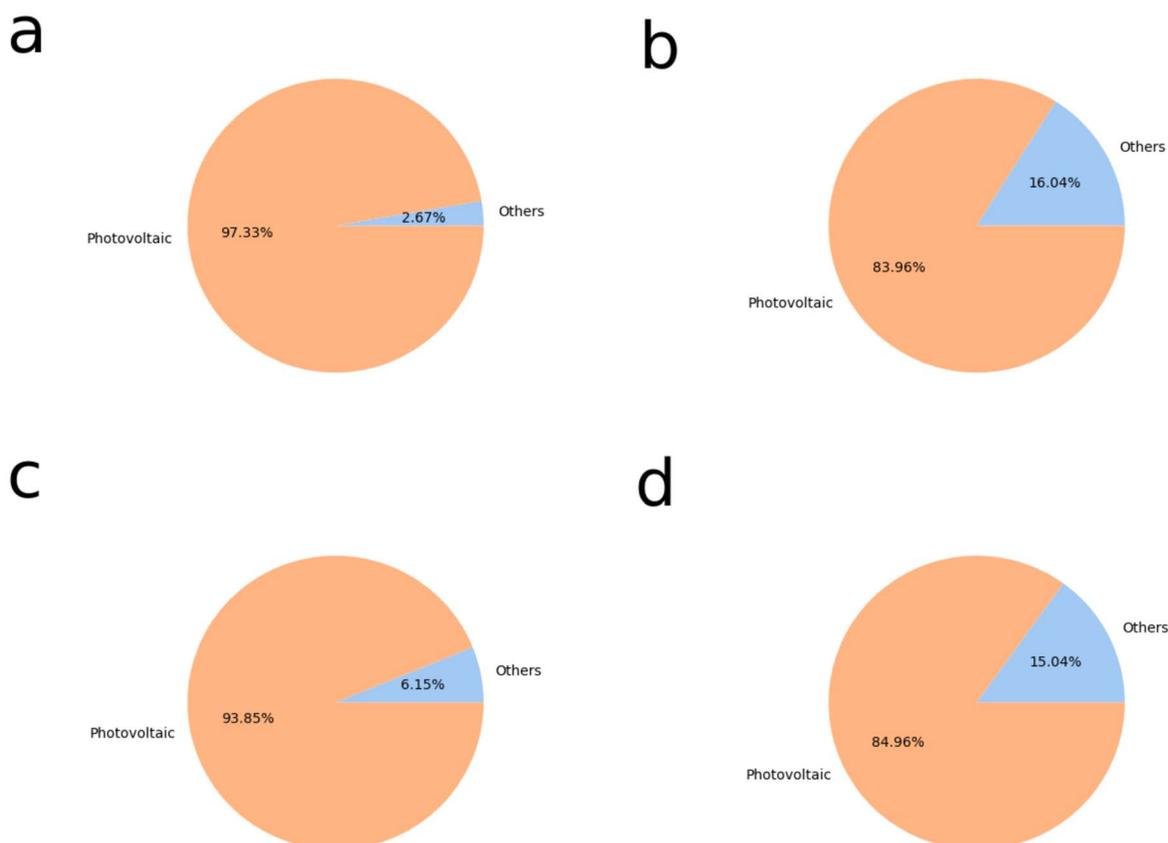 a
Others
2.67%
97.33%
Photovoltaic
b
Others
16.04%
83.96%
Photovoltaic
c
Others
6.15%
93.85%
Photovoltaic
d
Others
15.04%
84.96%
Photovoltaic